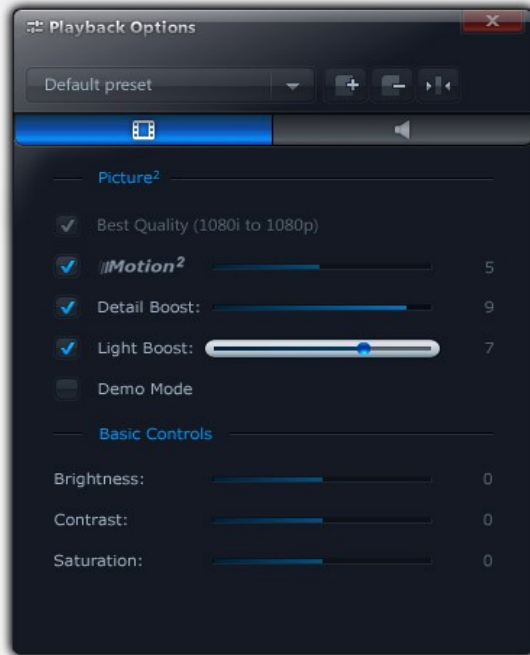 Playback Options
Default preset
Picture²
Best Quality (1080i to 1080p)
Motion² 5
Detail Boost: 9
Light Boost: 7
Demo Mode
Basic Controls
Brightness: 0
Contrast: 0
Saturation: 0